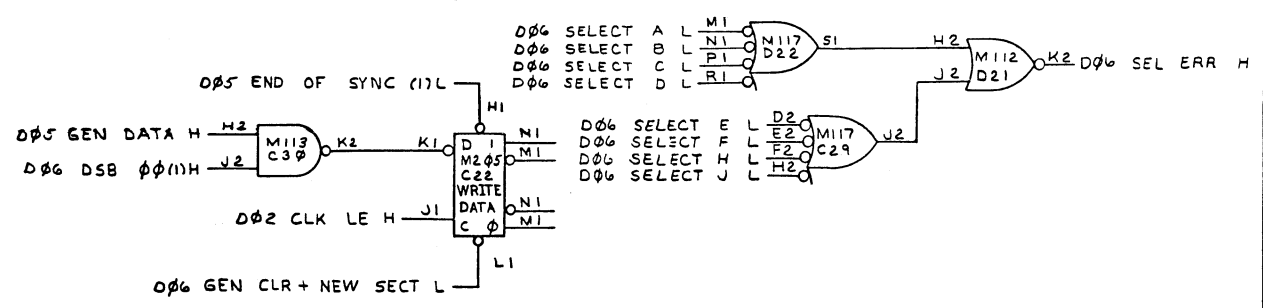 DØ6 SELECT A L M1
DØ6 SELECT B L N1
DØ6 SELECT C L P1
DØ6 SELECT D L R1
M117
D22
S1
H2
J2
M112
D21
K2 DØ6 SEL ERR H
DØ5 END OF SYNC (1)L
H1
DØ5 GEN DATA H H2
DØ6 DSB ØØ(1)H J2
M113
C3Ø
K2
K1
D 1
M2Ø5
C22
WRITE
DATA
C Ø
N1
M1
N1
M1
DØ2 CLK LE H J1
L1
DØ6 GEN CLR + NEW SECT L
DØ6 SELECT E L D2
DØ6 SELECT F L E2
DØ6 SELECT H L F2
DØ6 SELECT J L H2
M117
C29
J2